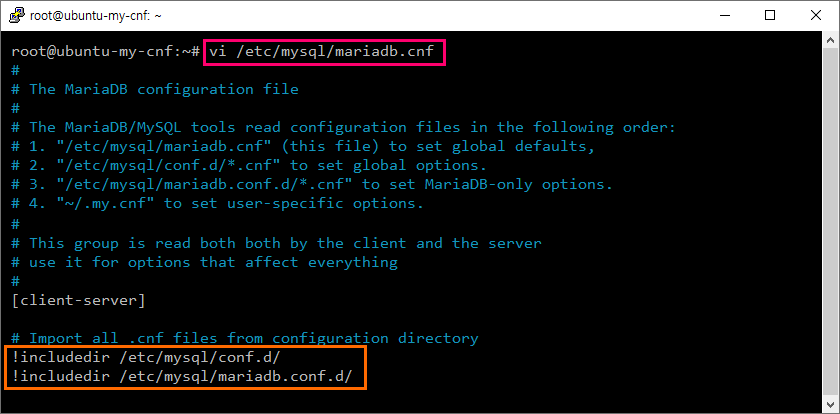 root@ubuntu-my-cnf: ~
root@ubuntu-my-cnf:~# vi /etc/mysql/mariadb.cnf
#
# The MariaDB configuration file
#
# The MariaDB/MySQL tools read configuration files in the following order:
# 1. "/etc/mysql/mariadb.cnf" (this file) to set global defaults,
# 2. "/etc/mysql/conf.d/*.cnf" to set global options.
# 3. "/etc/mysql/mariadb.conf.d/*.cnf" to set MariaDB-only options.
# 4. "~/.my.cnf" to set user-specific options.
#
# This group is read both both by the client and the server
# use it for options that affect everything
#
[client-server]
# Import all .cnf files from configuration directory
!includedir /etc/mysql/conf.d/
!includedir /etc/mysql/mariadb.conf.d/